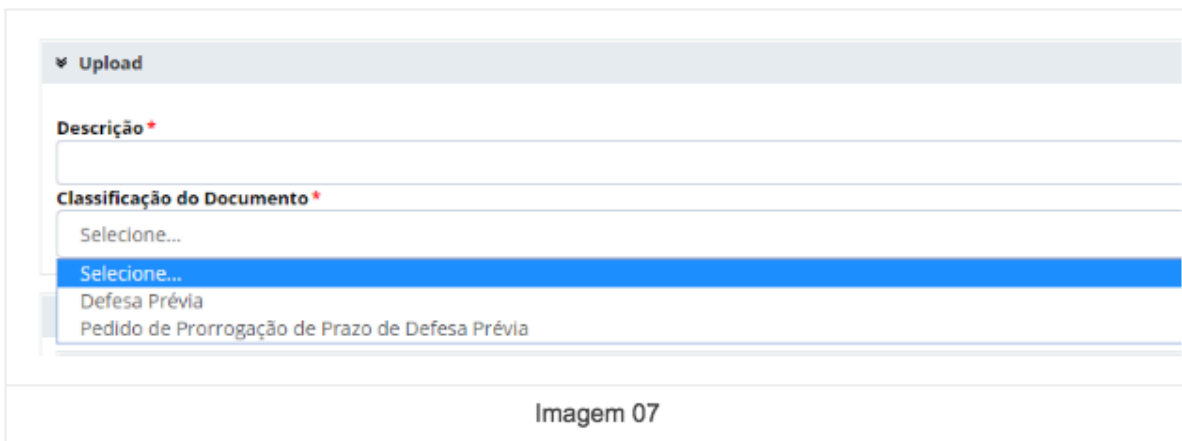 Upload
Descrição *
Classificação do Documento *
Selecione...
Selecione...
Defesa Prévia
Pedido de Prorrogação de Prazo de Defesa Prévia
Imagem 07